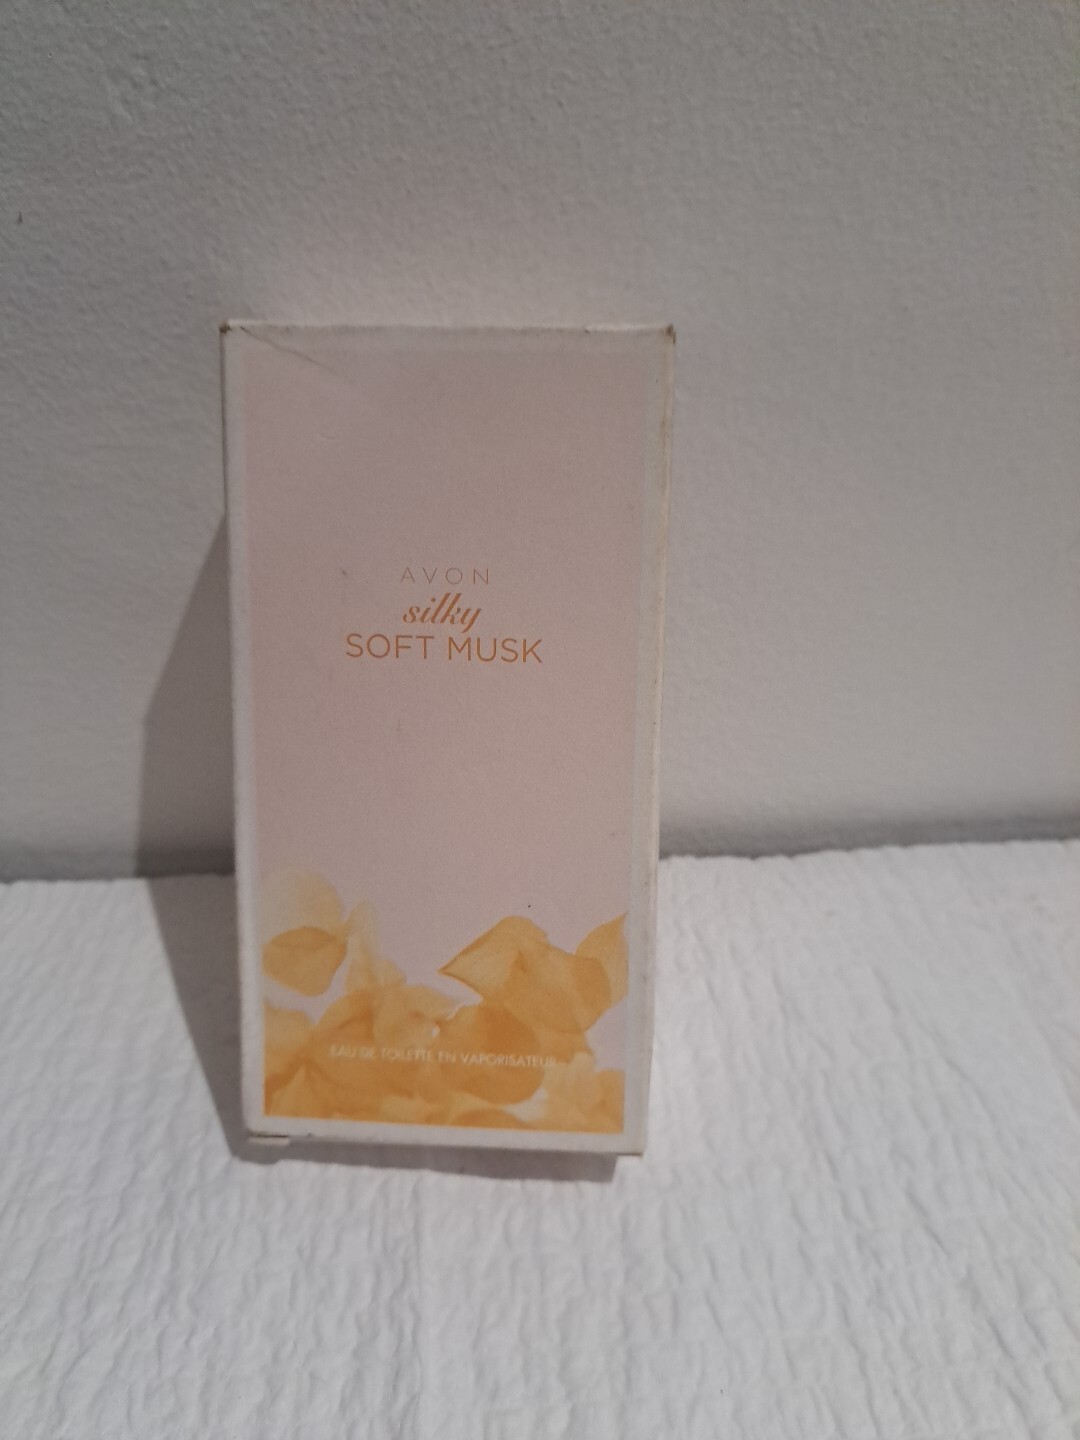 AVON
silky
SOFT MUSK
EAU DE TOILETTE EN VAPORISATEUR